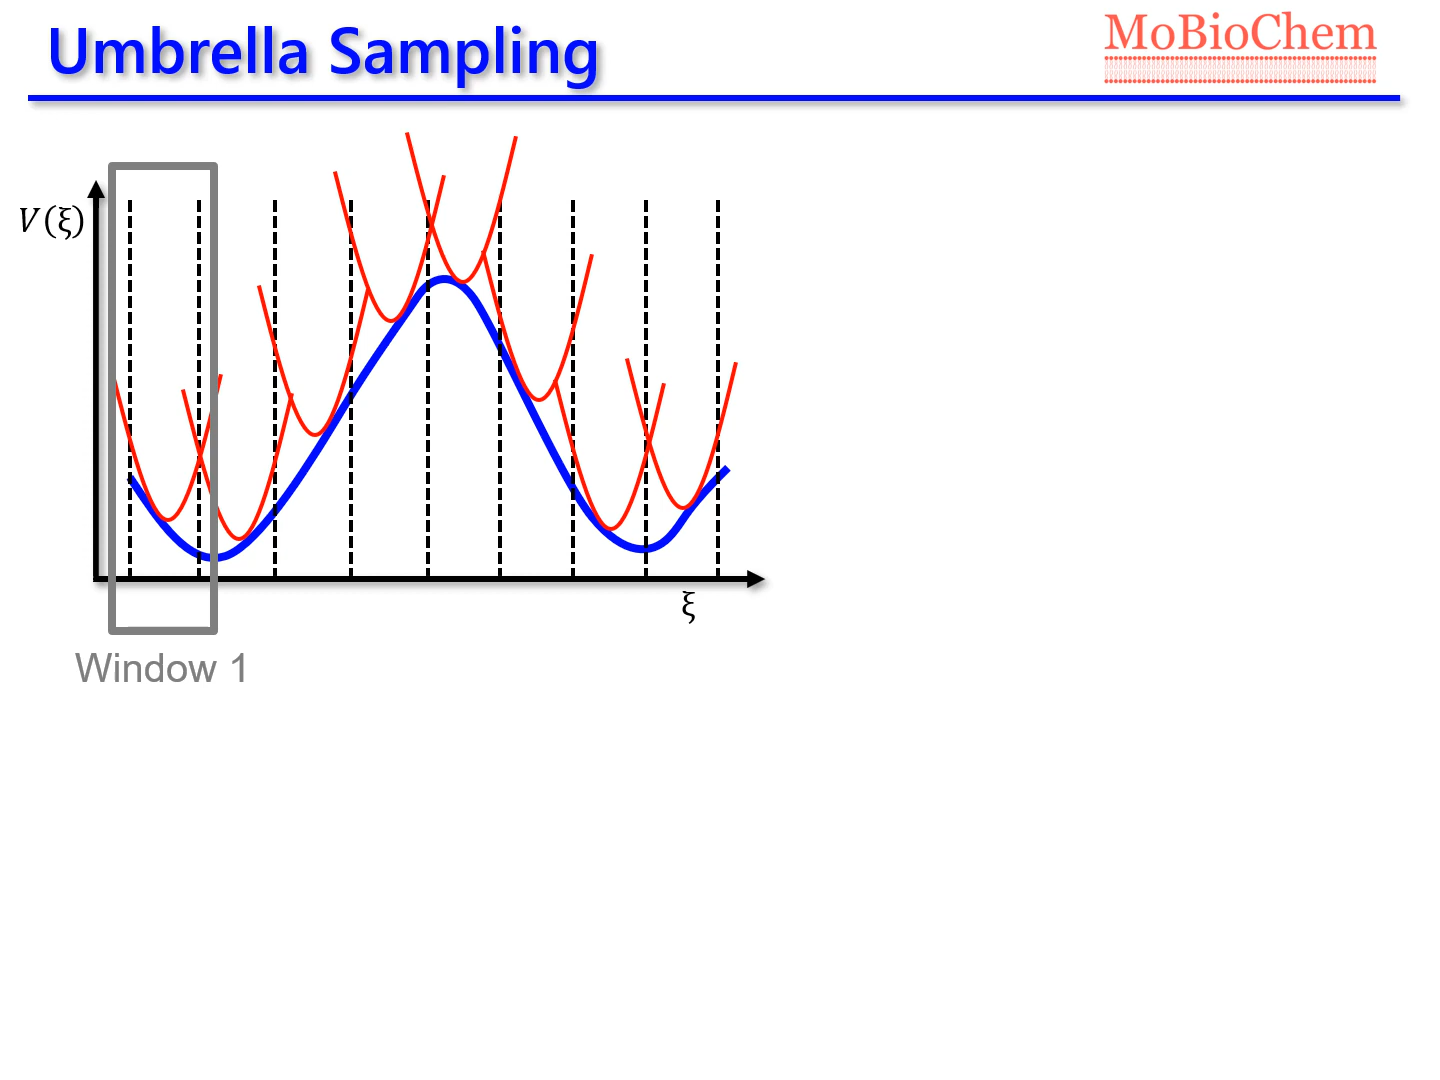 Umbrella Sampling
MoBioChem
V(ξ)
ξ
Window 1